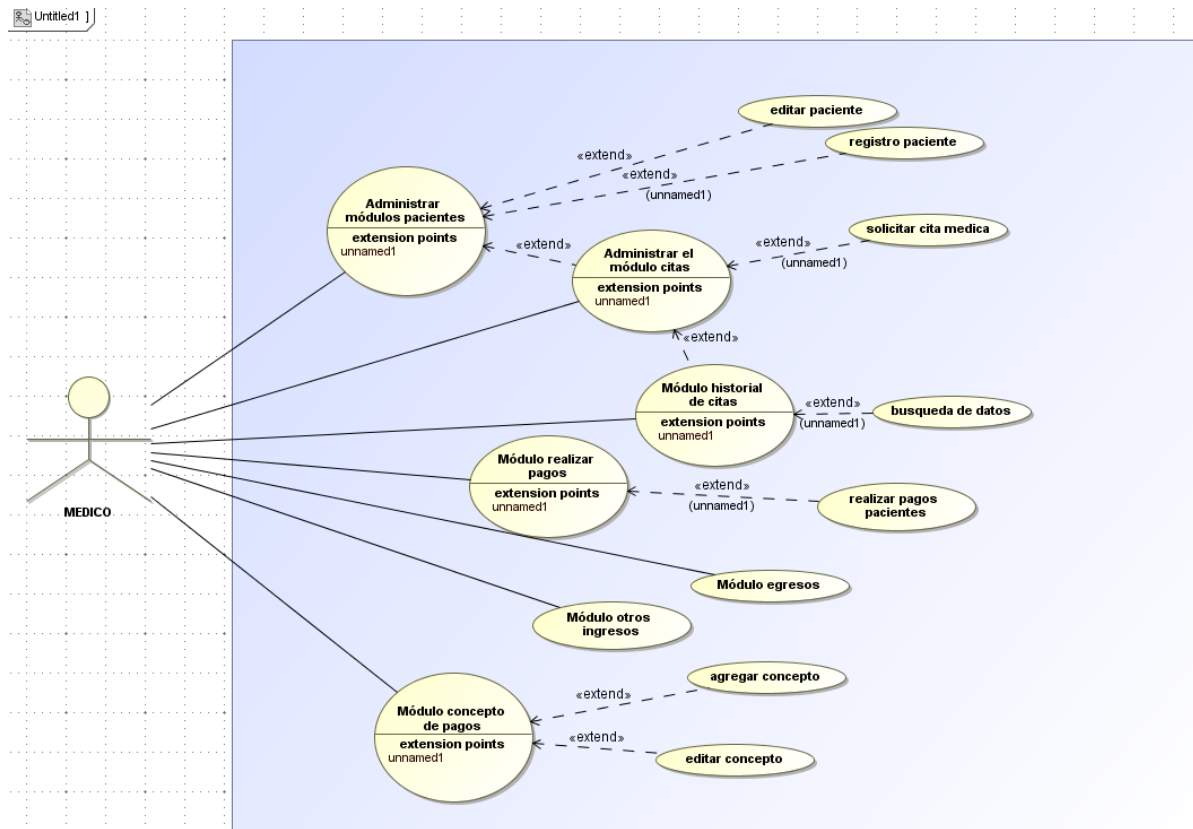 Untitled1 ]
editar paciente
registro paciente
«extend»
«extend»
(unnamed1)
Administrar
módulos pacientes
extension points
unnamed1
solicitar cita medica
«extend»
«extend»
(unnamed1)
Administrar el
módulo citas
extension points
unnamed1
«extend»
Módulo historial
de citas
extension points
unnamed1
«extend»
(unnamed1)
busqueda de datos
Módulo realizar
pagos
extension points
unnamed1
«extend»
(unnamed1)
realizar pagos
pacientes
MEDICO
Módulo egresos
Módulo otros
ingresos
agregar concepto
«extend»
Módulo concepto
de pagos
extension points
unnamed1
«extend»
editar concepto